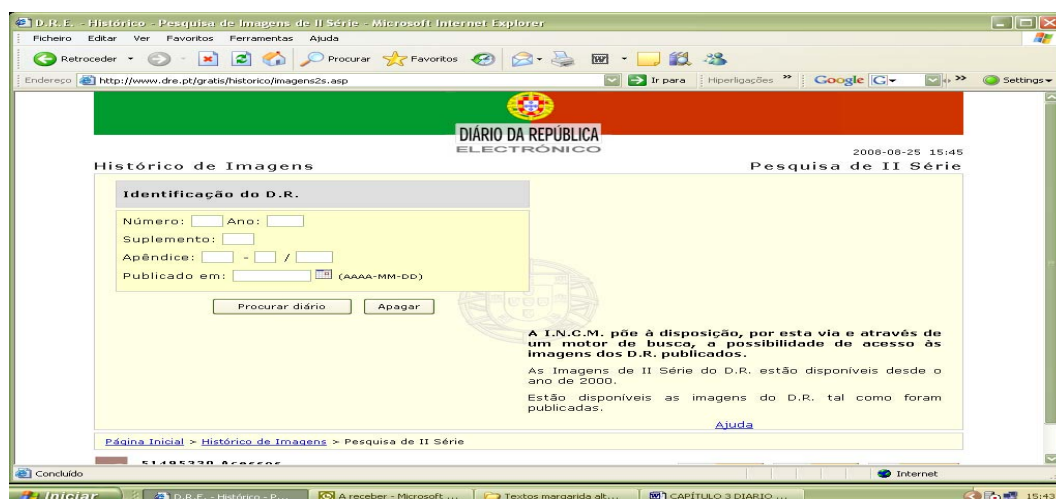 D.R.E. - Histórico - Pesquisa de Imagens de II Série - Microsoft Internet Explorer
Ficheiro Editar Ver Favoritos Ferramentas Ajuda
Retroceder Procurar Favoritos
Endereço http://www.dre.pt/gratis/historico/imagens2s.asp Ir para Hiperligações » Google G Settings
DIÁRIO DA REPÚBLICA
ELECTRÓNICO
2008-08-25 15:45
Histórico de Imagens Pesquisa de II Série
Identificação do D.R.
Número: Ano:
Suplemento:
Apêndice: - /
Publicado em: (AAAA-MM-DD)
Procurar diário Apagar
A I.N.C.M. põe à disposição, por esta via e através de
um motor de busca, a possibilidade de acesso às
imagens dos D.R. publicados.
As Imagens de II Série do D.R. estão disponíveis desde o
ano de 2000.
Estão disponíveis as imagens do D.R. tal como foram
publicadas.
Ajuda
Página Inicial > Histórico de Imagens > Pesquisa de II Série
51495330 Acessos
Concluído Internet
Iniciar D.R.E. - Histórico - P... A receber - Microsoft ... Textos margarida alt... CAPÍTULO 3 DIARIO ... 15:43